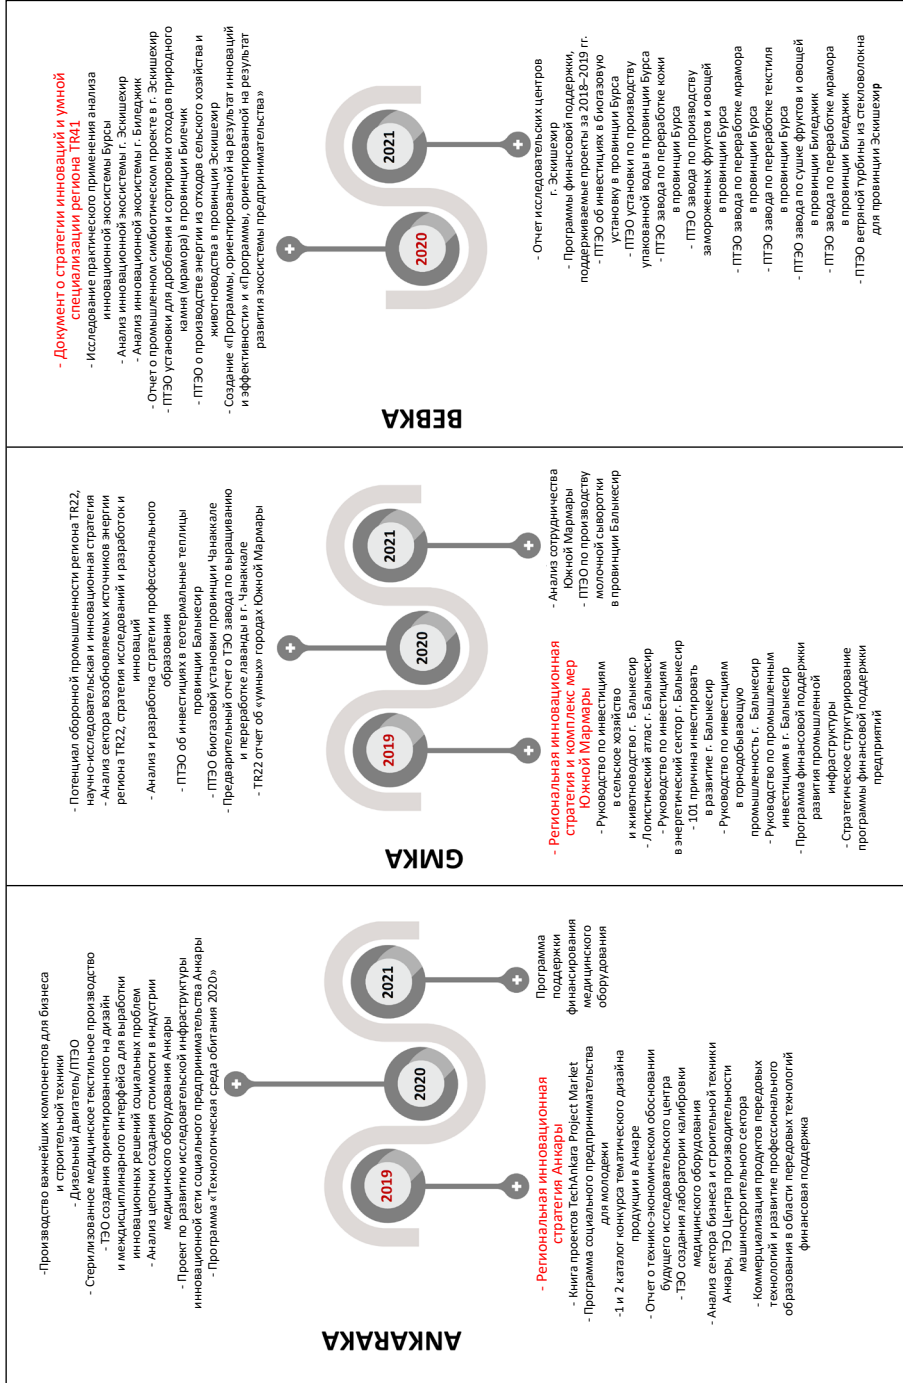 ANKARAKA
-Производство важнейших компонентов для бизнеса
и строительной техники
- Дизельный двигатель/ПТЭО
- Стерилизованное медицинское текстильное производство
- ТЭО создания ориентированного на дизайн
и междисциплинарного интерфейса для выработки
инновационных решений социальных проблем
- Анализ цепочки создания стоимости в индустрии
медицинского оборудования Анкары
- Проект по развитию исследовательской инфраструктуры
инновационной сети социального предпринимательства Анкары
- Программа «Технологическая среда обитания 2020»
2019
2020
2021
- Региональная инновационная
стратегия Анкары
- Книга проектов TechAnkara Project Market
- Программа социального предпринимательства
для молодежи
-1 и 2 каталог конкурса тематического дизайна
продукции в Анкаре
- Отчет о технико-экономическом обосновании
будущего исследовательского центра
- ТЭО создания лаборатории калибровки
медицинского оборудования
- Анализ сектора бизнеса и строительной техники
Анкары, ТЭО Центра производительности
машиностроительного сектора
- Коммерциализация продуктов передовых
технологий и развитие профессионального
образования в области передовых технологий
финансовая поддержка
Программа
поддержки
финансирования
медицинского
оборудования
GMKA
- Потенциал оборонной промышленности региона TR22,
научно-исследовательская и инновационная стратегия
- Анализ сектора возобновляемых источников энергии
региона TR22, стратегия исследований и разработок и
инноваций
- Анализ и разработка стратегии профессионального
образования
- ПТЭО об инвестициях в геотермальные теплицы
провинции Балыкесир
- ПТЭО биогазовой установки провинции Чанаккале
- Предварительный отчет о ТЭО завода по выращиванию
и переработке лаванды в г. Чанаккале
- TR22 отчет об «умных» городах Южной Мармары
2019
2020
2021
- Региональная инновационная
стратегия и комплекс мер
Южной Мармары
- Руководство по инвестициям
в сельское хозяйство
и животноводство г. Балыкесир
- Логистический атлас г. Балыкесир
- Руководство по инвестициям
в энергетический сектор г. Балыкесир
- 101 причина инвестировать
в развитие г. Балыкесир
- Руководство по инвестициям
в горнодобывающую
промышленность г. Балыкесир
- Руководство по промышленным
инвестициям в г. Балыкесир
- Программа финансовой поддержки
развития промышленной
инфраструктуры
- Стратегическое структурирование
программы финансовой поддержки
предприятий
- Анализ сотрудничества
Южной Мармары
- ПТЭО по производству
молочной сыворотки
в провинции Балыкесир
BEBKA
- Документ о стратегии инноваций и умной
специализации региона TR41
- Исследование практического применения анализа
инновационной экосистемы Бурсы
- Анализ инновационной экосистемы г. Эскишехир
- Анализ инновационной экосистемы г. Биледжик
- Отчет о промышленном симбиотическом проекте в г. Эскишехир
- ПТЭО установки для дробления и сортировки отходов природного
камня (мрамора) в провинции Билечик
- ПТЭО о производстве энергии из отходов сельского хозяйства и
животноводства в провинции Эскишехир
- Создание «Программы, ориентированной на результат инноваций
и эффективности» и «Программы, ориентированной на результат
развития экосистемы предпринимательства»
2020
2021
- Отчет исследовательских центров
г. Эскишехир
- Программы финансовой поддержки,
поддерживаемые проекты за 2018–2019 гг.
- ПТЭО об инвестициях в биогазовую
установку в провинции Бурса
- ПТЭО установки по производству
упакованной воды в провинции Бурса
- ПТЭО завода по переработке кожи
в провинции Бурса
- ПТЭО завода по производству
замороженных фруктов и овощей
в провинции Бурса
- ПТЭО завода по переработке мрамора
в провинции Бурса
- ПТЭО завода по переработке текстиля
в провинции Бурса
- ПТЭО завода по сушке фруктов и овощей
в провинции Биледжик
- ПТЭО завода по переработке мрамора
в провинции Биледжик
- ПТЭО ветряной турбины из стекловолокна
для провинции Эскишехир